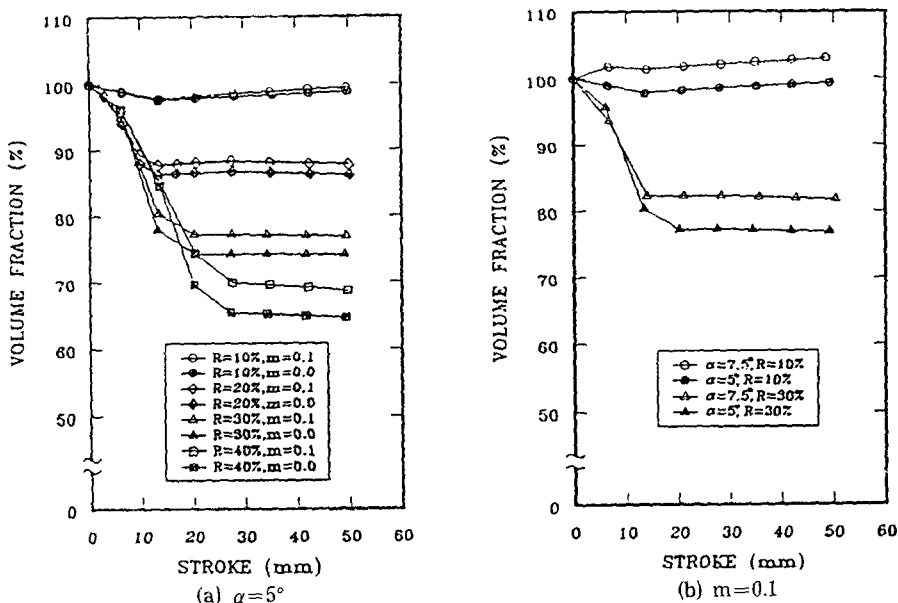 110
100
90
80
70
60
0
VOLUME FRACTION (%)
R=10%,m=0.1
R=10%,m=0.0
R=20%,m=0.1
R=20%,m=0.0
R=30%,m=0.1
R=30%,m=0.0
R=40%,m=0.1
R=40%,m=0.0
0 10 20 30 40 50 60
STROKE (mm)
(a) α=5°
110
100
90
80
70
60
50
0
VOLUME FRACTION (%)
α=7.5°, R=10%
α=5°, R=10%
α=7.5°, R=30%
α=5°, R=30%
0 10 20 30 40 50 60
STROKE (mm)
(b) m=0.1